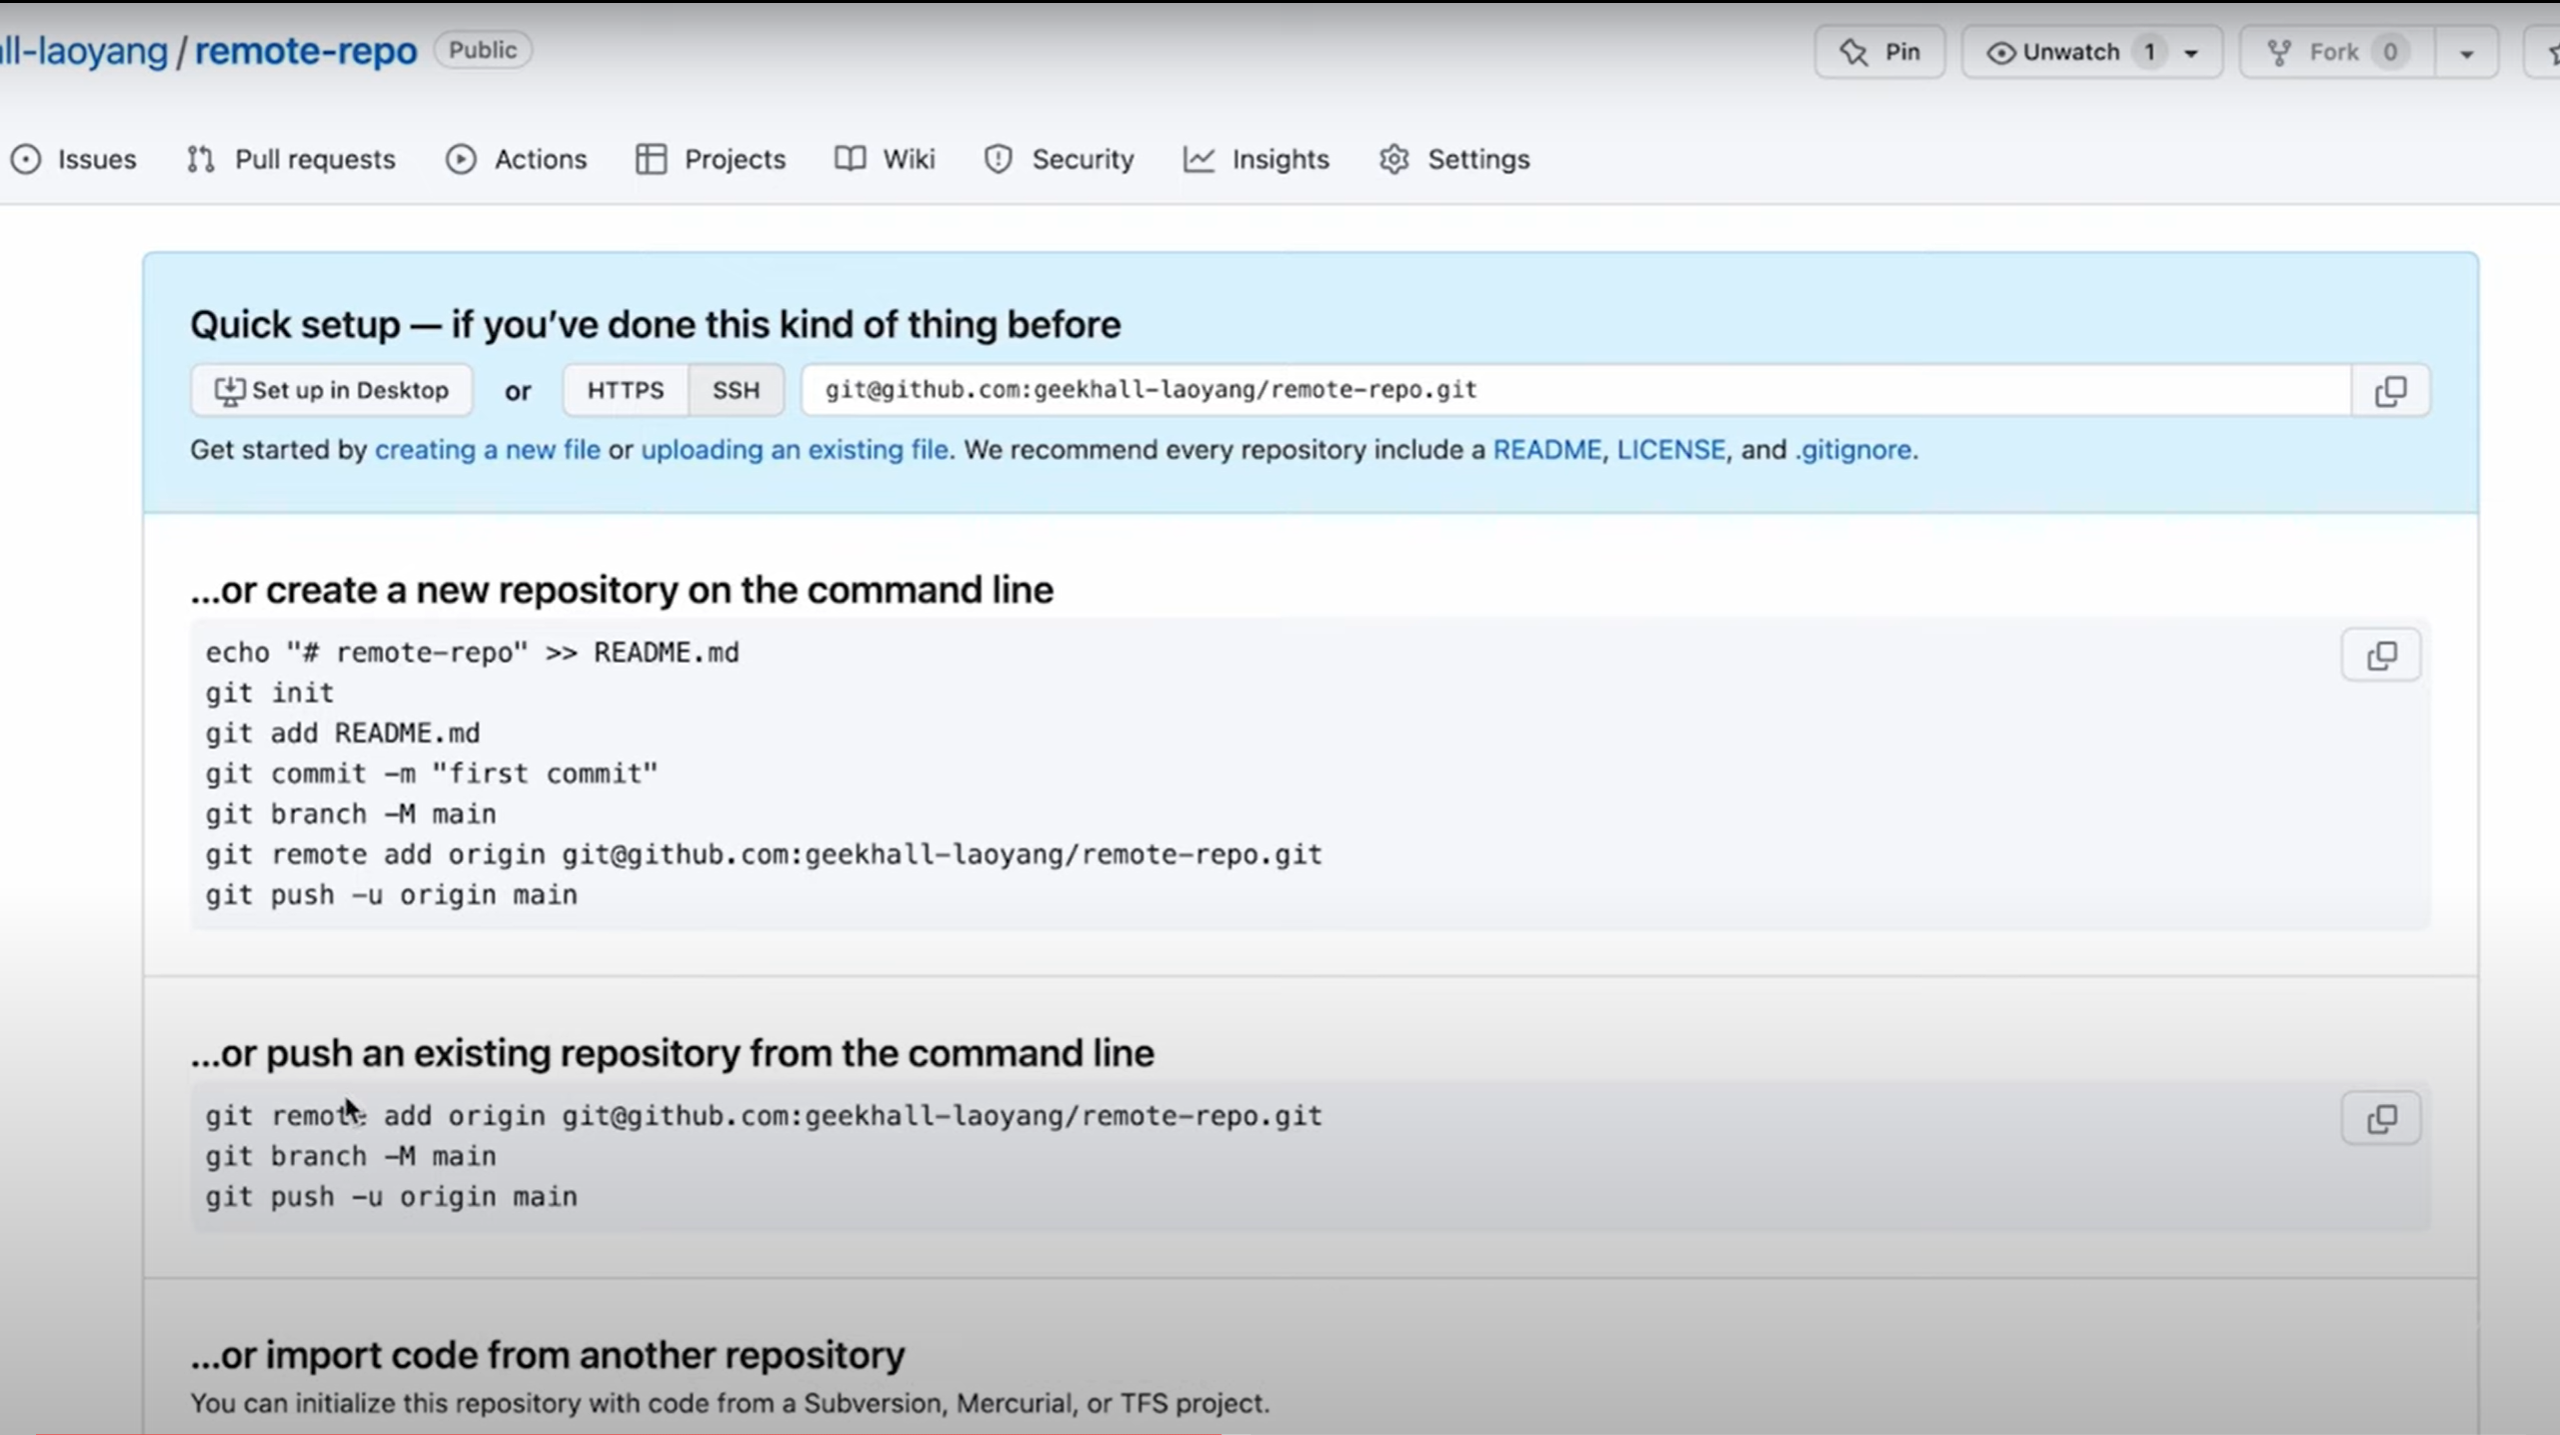 ll-laoyang / remote-repo Public Pin Unwatch 1 Fork 0
Issues Pull requests Actions Projects Wiki Security Insights Settings
Quick setup — if you’ve done this kind of thing before
Set up in Desktop or HTTPS SSH git@github.com:geekhall-laoyang/remote-repo.git
Get started by creating a new file or uploading an existing file. We recommend every repository include a README, LICENSE, and .gitignore.
...or create a new repository on the command line
echo "# remote-repo" >> README.md
git init
git add README.md
git commit -m "first commit"
git branch -M main
git remote add origin git@github.com:geekhall-laoyang/remote-repo.git
git push -u origin main
...or push an existing repository from the command line
git remote add origin git@github.com:geekhall-laoyang/remote-repo.git
git branch -M main
git push -u origin main
...or import code from another repository
You can initialize this repository with code from a Subversion, Mercurial, or TFS project.